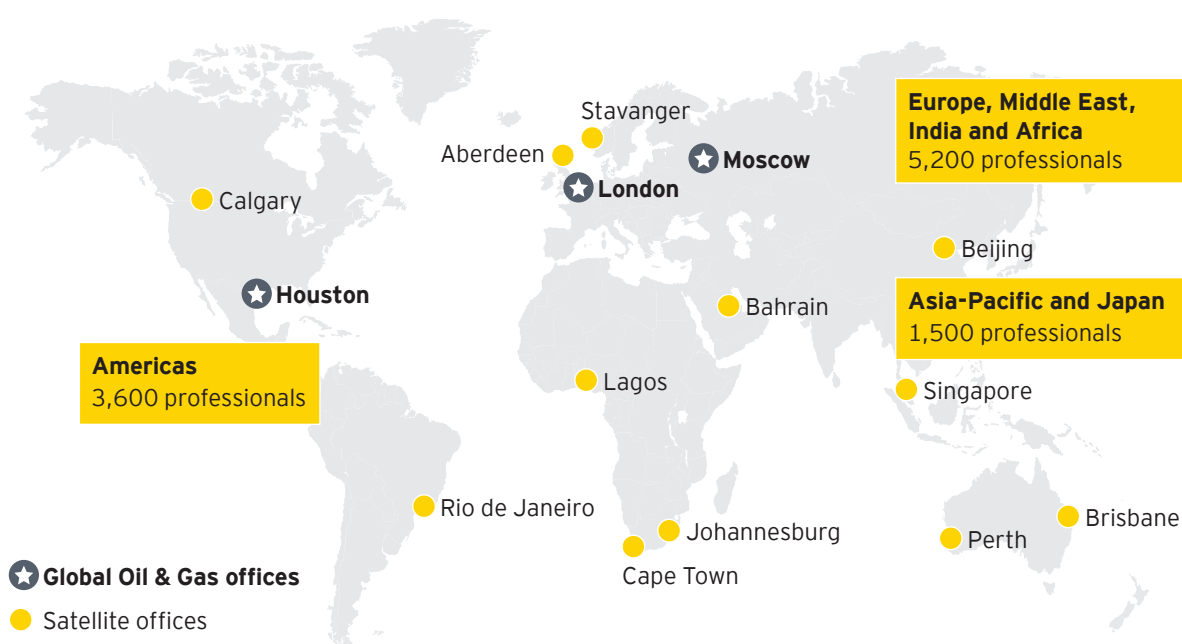 Stavanger
Aberdeen
Moscow
London
Calgary
Houston
Europe, Middle East,
India and Africa
5,200 professionals
Beijing
Bahrain
Asia-Pacific and Japan
1,500 professionals
Americas
3,600 professionals
Lagos
Singapore
Rio de Janeiro
Johannesburg
Cape Town
Perth
Brisbane
Global Oil & Gas offices
Satellite offices